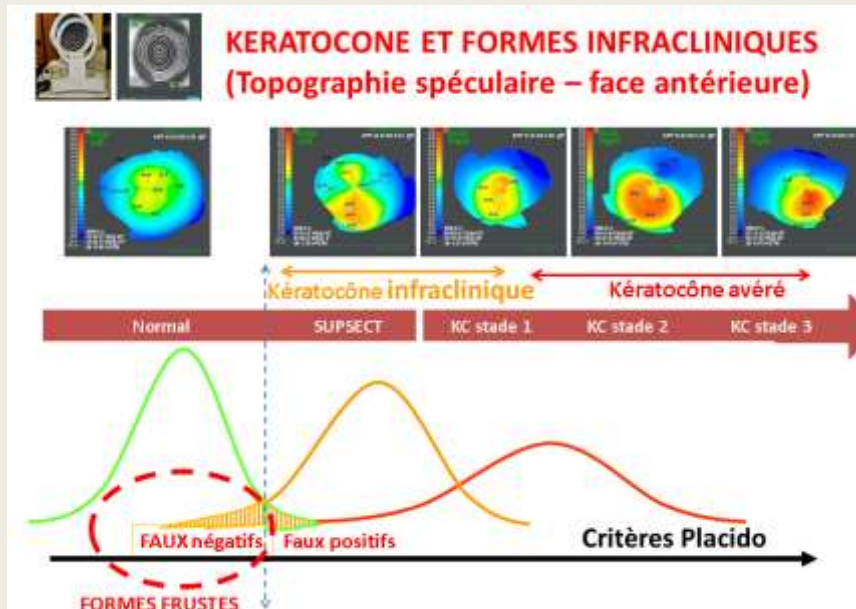 KERATOCONE ET FORMES INFRACLINIQUES
(Topographie spéculaire – face antérieure)
Kératocône infraclinique
Kératocône avéré
Normal
SUPSECT
KC stade 1
KC stade 2
KC stade 3
FAUX négatifs
Faux positifs
Critères Placido
FORMES FRUSTES